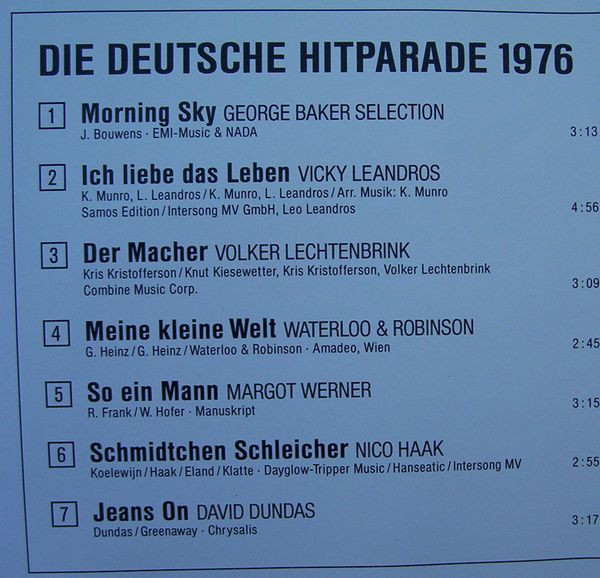 DIE DEUTSCHE HITPARADE 1976
1 Morning Sky GEORGE BAKER SELECTION
J. Bouwens · EMI-Music & NADA 3:13
2 Ich liebe das Leben VICKY LEANDROS
K. Munro, L. Leandros / K. Munro, L. Leandros / Arr. Musik: K. Munro
Samos Edition / Intersong MV GmbH, Leo Leandros 4:56
3 Der Macher VOLKER LECHTENBRINK
Kris Kristofferson / Knut Kiesewetter, Kris Kristofferson, Volker Lechtenbrink
Combine Music Corp. 3:09
4 Meine kleine Welt WATERLOO & ROBINSON
G. Heinz / G. Heinz / Waterloo & Robinson · Amadeo, Wien 2:45
5 So ein Mann MARGOT WERNER
R. Frank / W. Hofer · Manuskript 3:15
6 Schmidtchen Schleicher NICO HAAK
Koelewijn / Haak / Eland / Klatte · Dayglow-Tripper Music / Hanseatic / Intersong MV 2:55
7 Jeans On DAVID DUNDAS
Dundas / Greenaway · Chrysalis 3:17